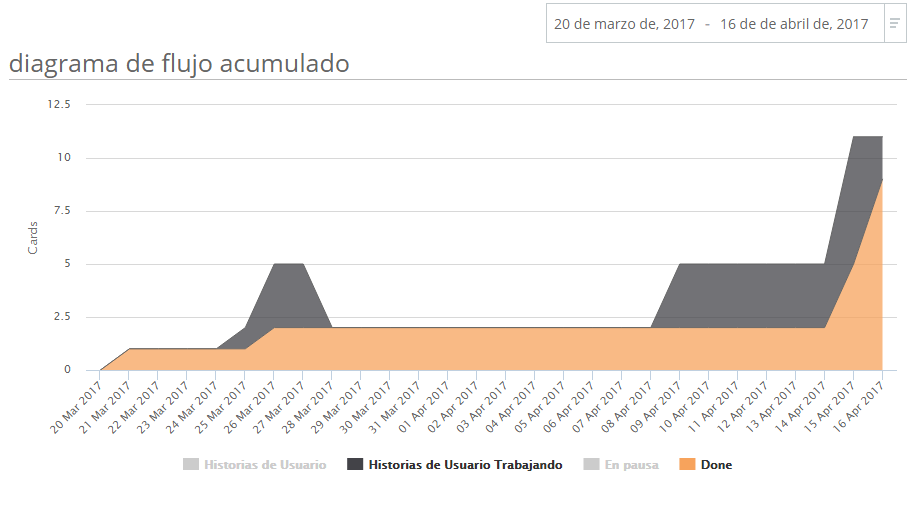 20 de marzo de, 2017 - 16 de de abril de, 2017
diagrama de flujo acumulado
12.5
10
7.5
5
2.5
0
Cards
20 Mar 2017
21 Mar 2017
22 Mar 2017
23 Mar 2017
24 Mar 2017
25 Mar 2017
26 Mar 2017
27 Mar 2017
28 Mar 2017
29 Mar 2017
30 Mar 2017
31 Mar 2017
01 Apr 2017
02 Apr 2017
03 Apr 2017
04 Apr 2017
05 Apr 2017
06 Apr 2017
07 Apr 2017
08 Apr 2017
09 Apr 2017
10 Apr 2017
11 Apr 2017
12 Apr 2017
13 Apr 2017
14 Apr 2017
15 Apr 2017
16 Apr 2017
Historias de Usuario Historias de Usuario Trabajando En pausa Done